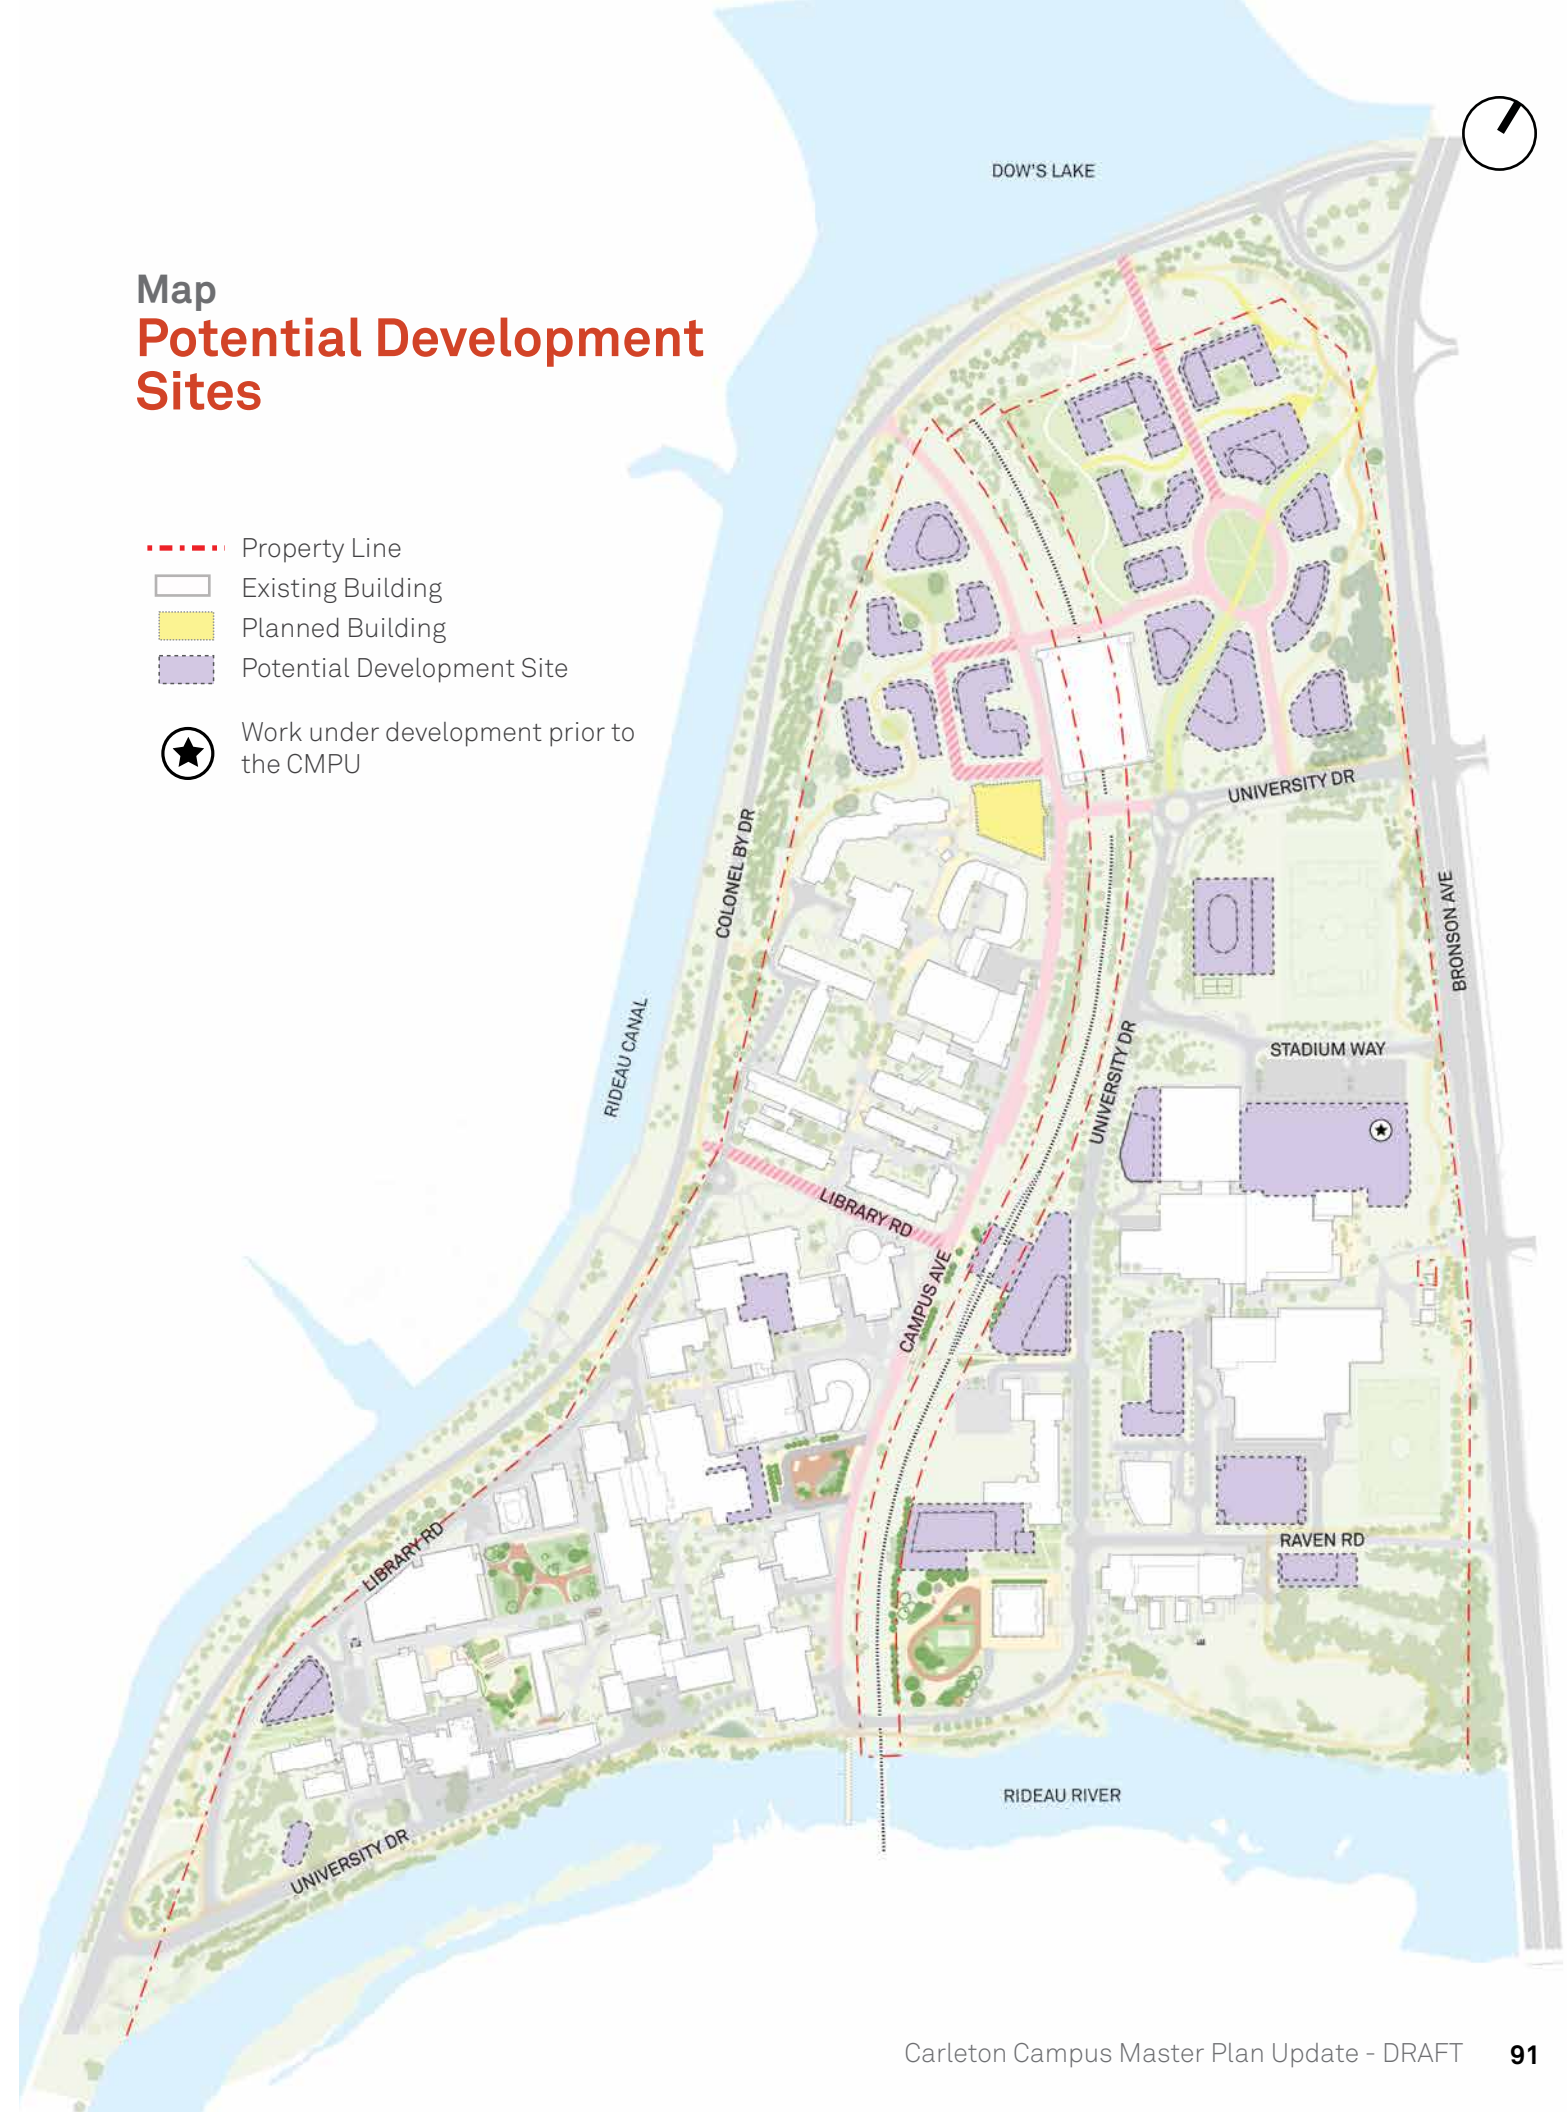 DOW'S LAKE
Map
Potential Development
Sites
Property Line
Existing Building
Planned Building
Potential Development Site
Work under development prior to
the CMPU
UNIVERSITY DR
COLONEL BY DR
BRONSON AVE
RIDEAU CANAL
UNIVERSITY DR
STADIUM WAY
LIBRARY RD
CAMPUS AVE
LIBRARY RD
RAVEN RD
RIDEAU RIVER
UNIVERSITY DR
Carleton Campus Master Plan Update - DRAFT 91